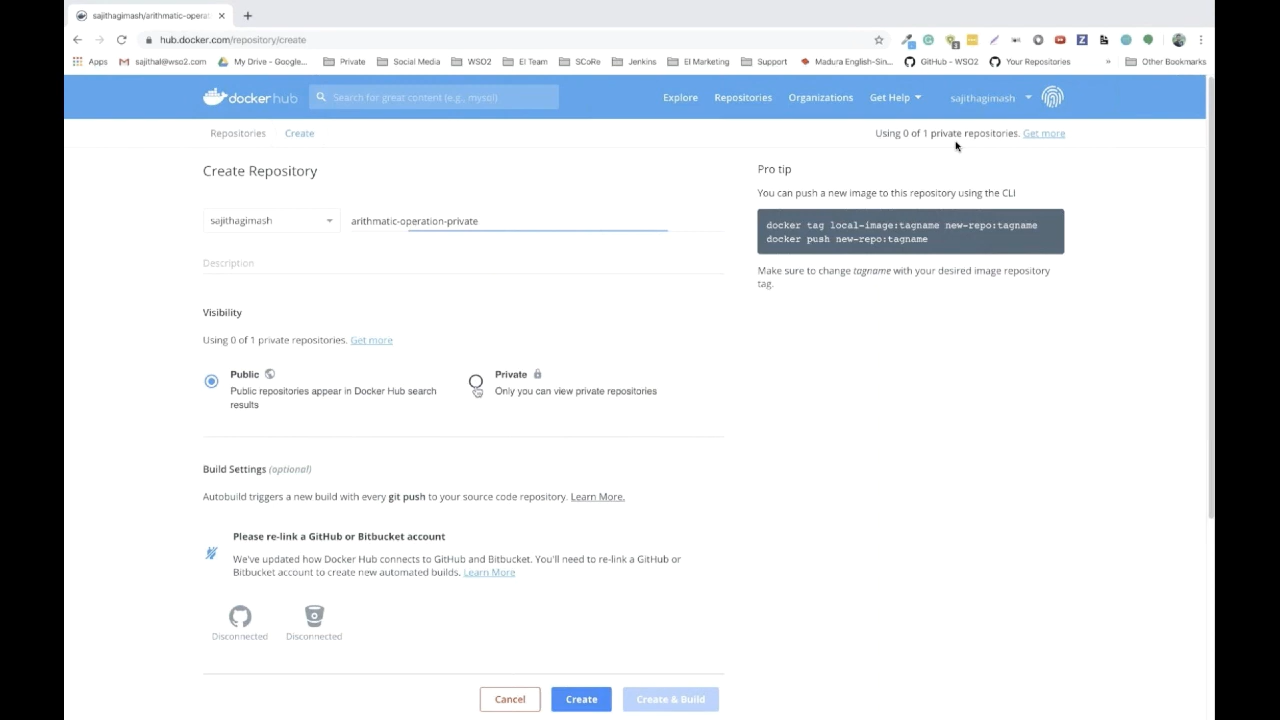 sajithagimash/arithmatic-operat
hub.docker.com/repository/create
Apps
sajithal@wso2.com
My Drive - Google...
Private
Social Media
WSO2
EI Team
SCoRe
Jenkins
EI Marketing
Support
Madura English-Sin...
GitHub - WSO2
Your Repositories
»
Other Bookmarks
dockerhub
Search for great content (e.g., mysql)
Explore
Repositories
Organizations
Get Help
sajithagimash
Repositories
Create
Using 0 of 1 private repositories. Get more
Create Repository
sajithagimash
arithmatic-operation-private
Description
Visibility
Using 0 of 1 private repositories. Get more
Public
Public repositories appear in Docker Hub search
results
Private
Only you can view private repositories
Build Settings (optional)
Autobuild triggers a new build with every git push to your source code repository. Learn More.
Please re-link a GitHub or Bitbucket account
We've updated how Docker Hub connects to GitHub and Bitbucket. You'll need to re-link a GitHub or
Bitbucket account to create new automated builds. Learn More
Disconnected
Disconnected
Cancel
Create
Create & Build
Pro tip
You can push a new image to this repository using the CLI
docker tag local-image:tagname new-repo:tagname
docker push new-repo:tagname
Make sure to change tagname with your desired image repository
tag.